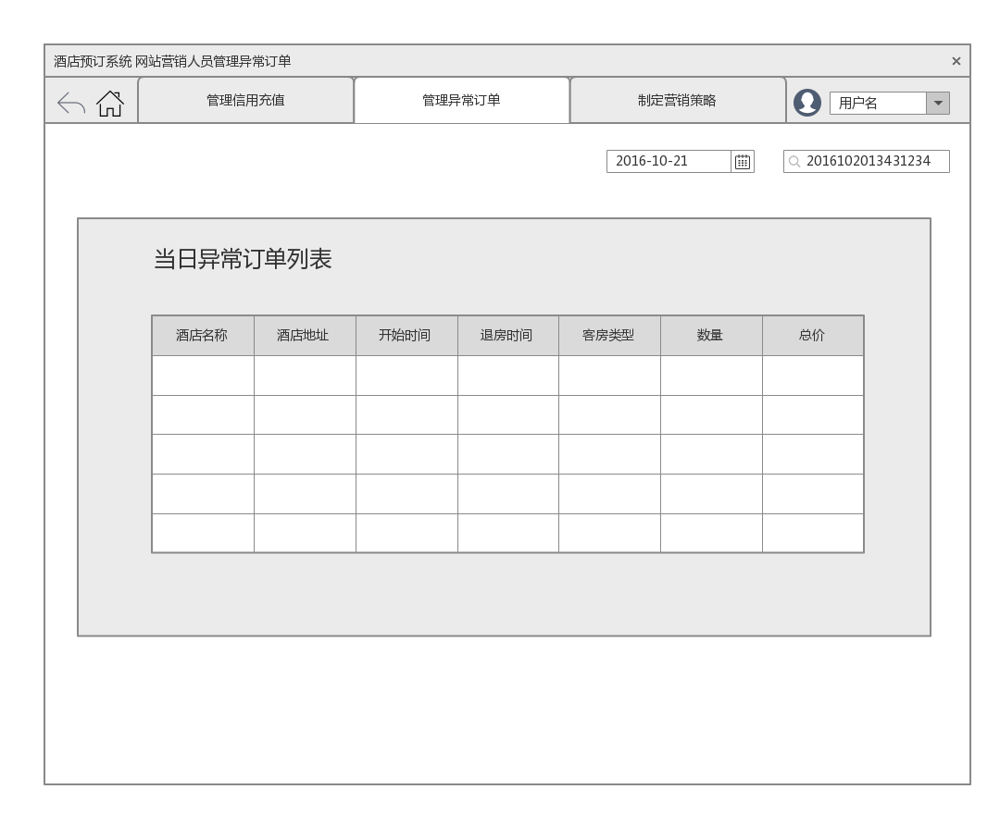 酒店预订系统 网站营销人员管理异常订单
管理信用充值 管理异常订单 制定营销策略 用户名
2016-10-21 2016102013431234
当日异常订单列表
酒店名称 酒店地址 开始时间 退房时间 客房类型 数量 总价